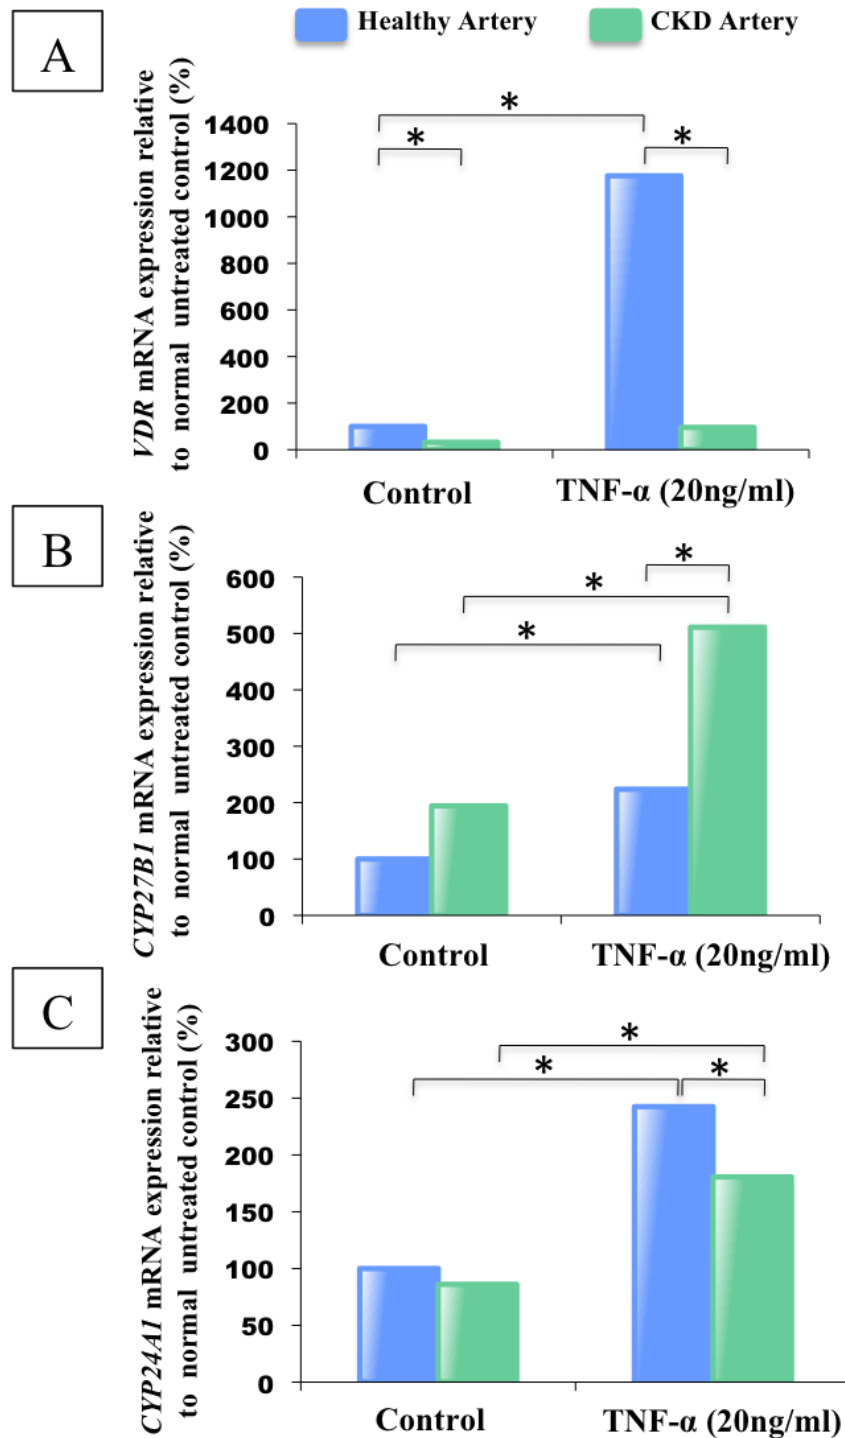 Healthy Artery
CKD Artery
A
VDR mRNA expression relative
to normal untreated control (%)
1400
1200
1000
800
600
400
200
0
*
*
*
Control
TNF-α (20ng/ml)
B
CYP27B1 mRNA expression relative
to normal untreated control (%)
600
500
400
300
200
100
0
*
*
*
Control
TNF-α (20ng/ml)
C
CYP24A1 mRNA expression relative
to normal untreated control (%)
300
250
200
150
100
50
0
*
*
*
Control
TNF-α (20ng/ml)